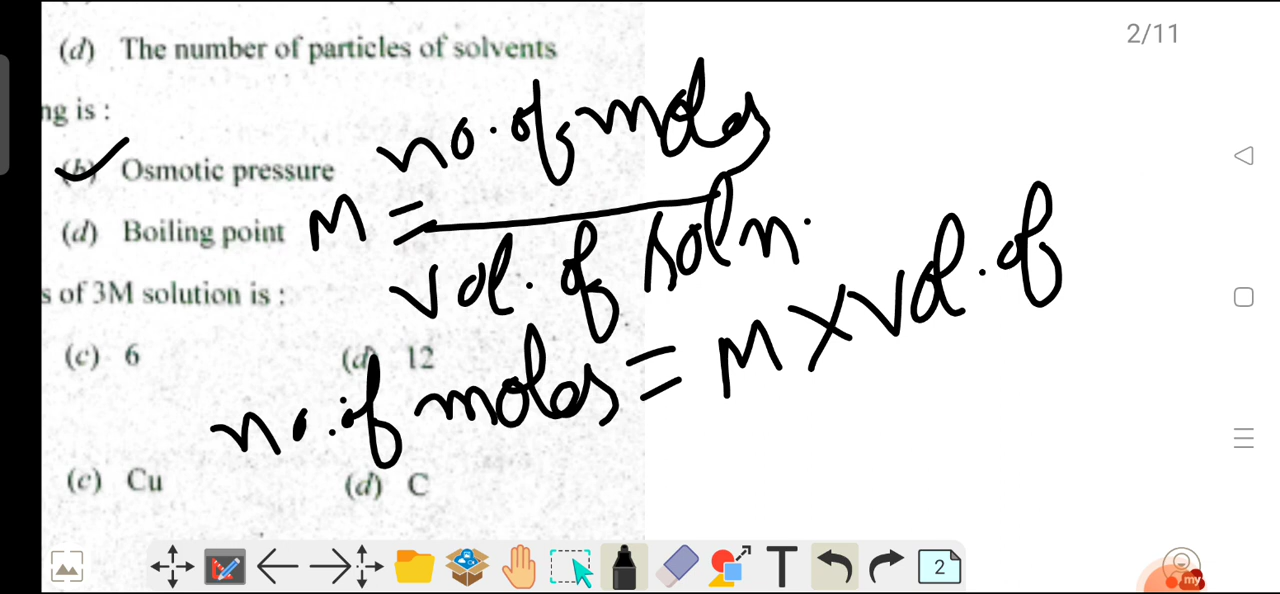 2/11
(d) The number of particles of solvents
ng is :
(b) Osmotic pressure
(d) Boiling point
s of 3M solution is :
(c) 6 (d) 12
(c) Cu (d) C
M = no. of moles
vol. of soln.
no. of moles = M × vol. of
T
2
my